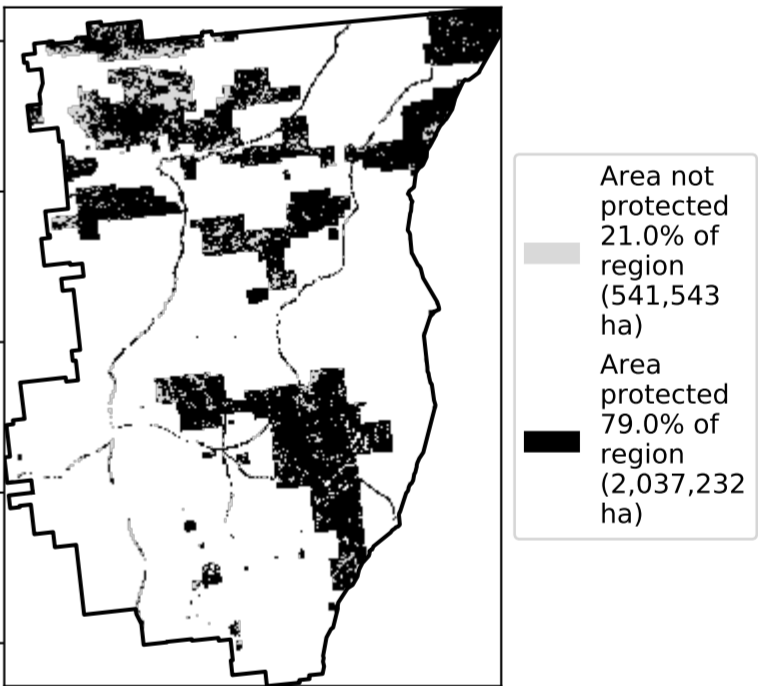 Area not
protected
21.0% of
region
(541,543
ha)
Area
protected
79.0% of
region
(2,037,232
ha)